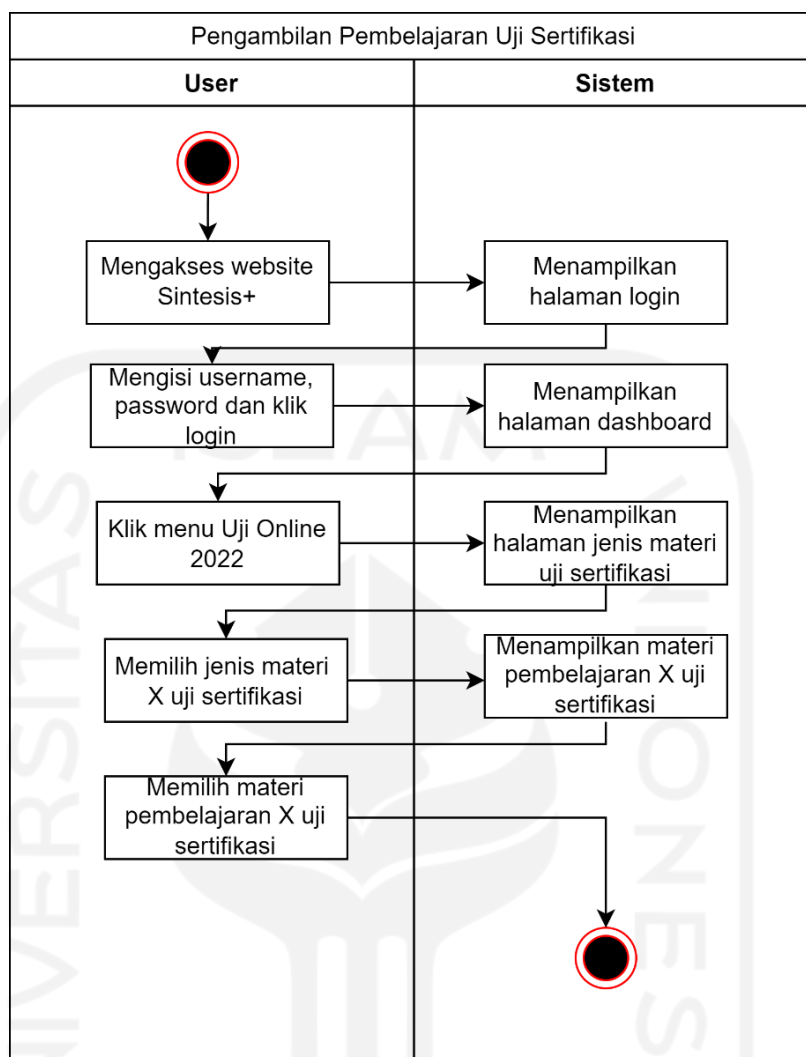 Pengambilan Pembelajaran Uji Sertifikasi
User
Sistem
Mengakses website
Sintesis+
Menampilkan
halaman login
Mengisi username,
password dan klik
login
Menampilkan
halaman dashboard
Klik menu Uji Online
2022
Menampilkan
halaman jenis materi
uji sertifikasi
Memilih jenis materi
X uji sertifikasi
Menampilkan materi
pembelajaran X uji
sertifikasi
Memilih materi
pembelajaran X uji
sertifikasi
ISLAM